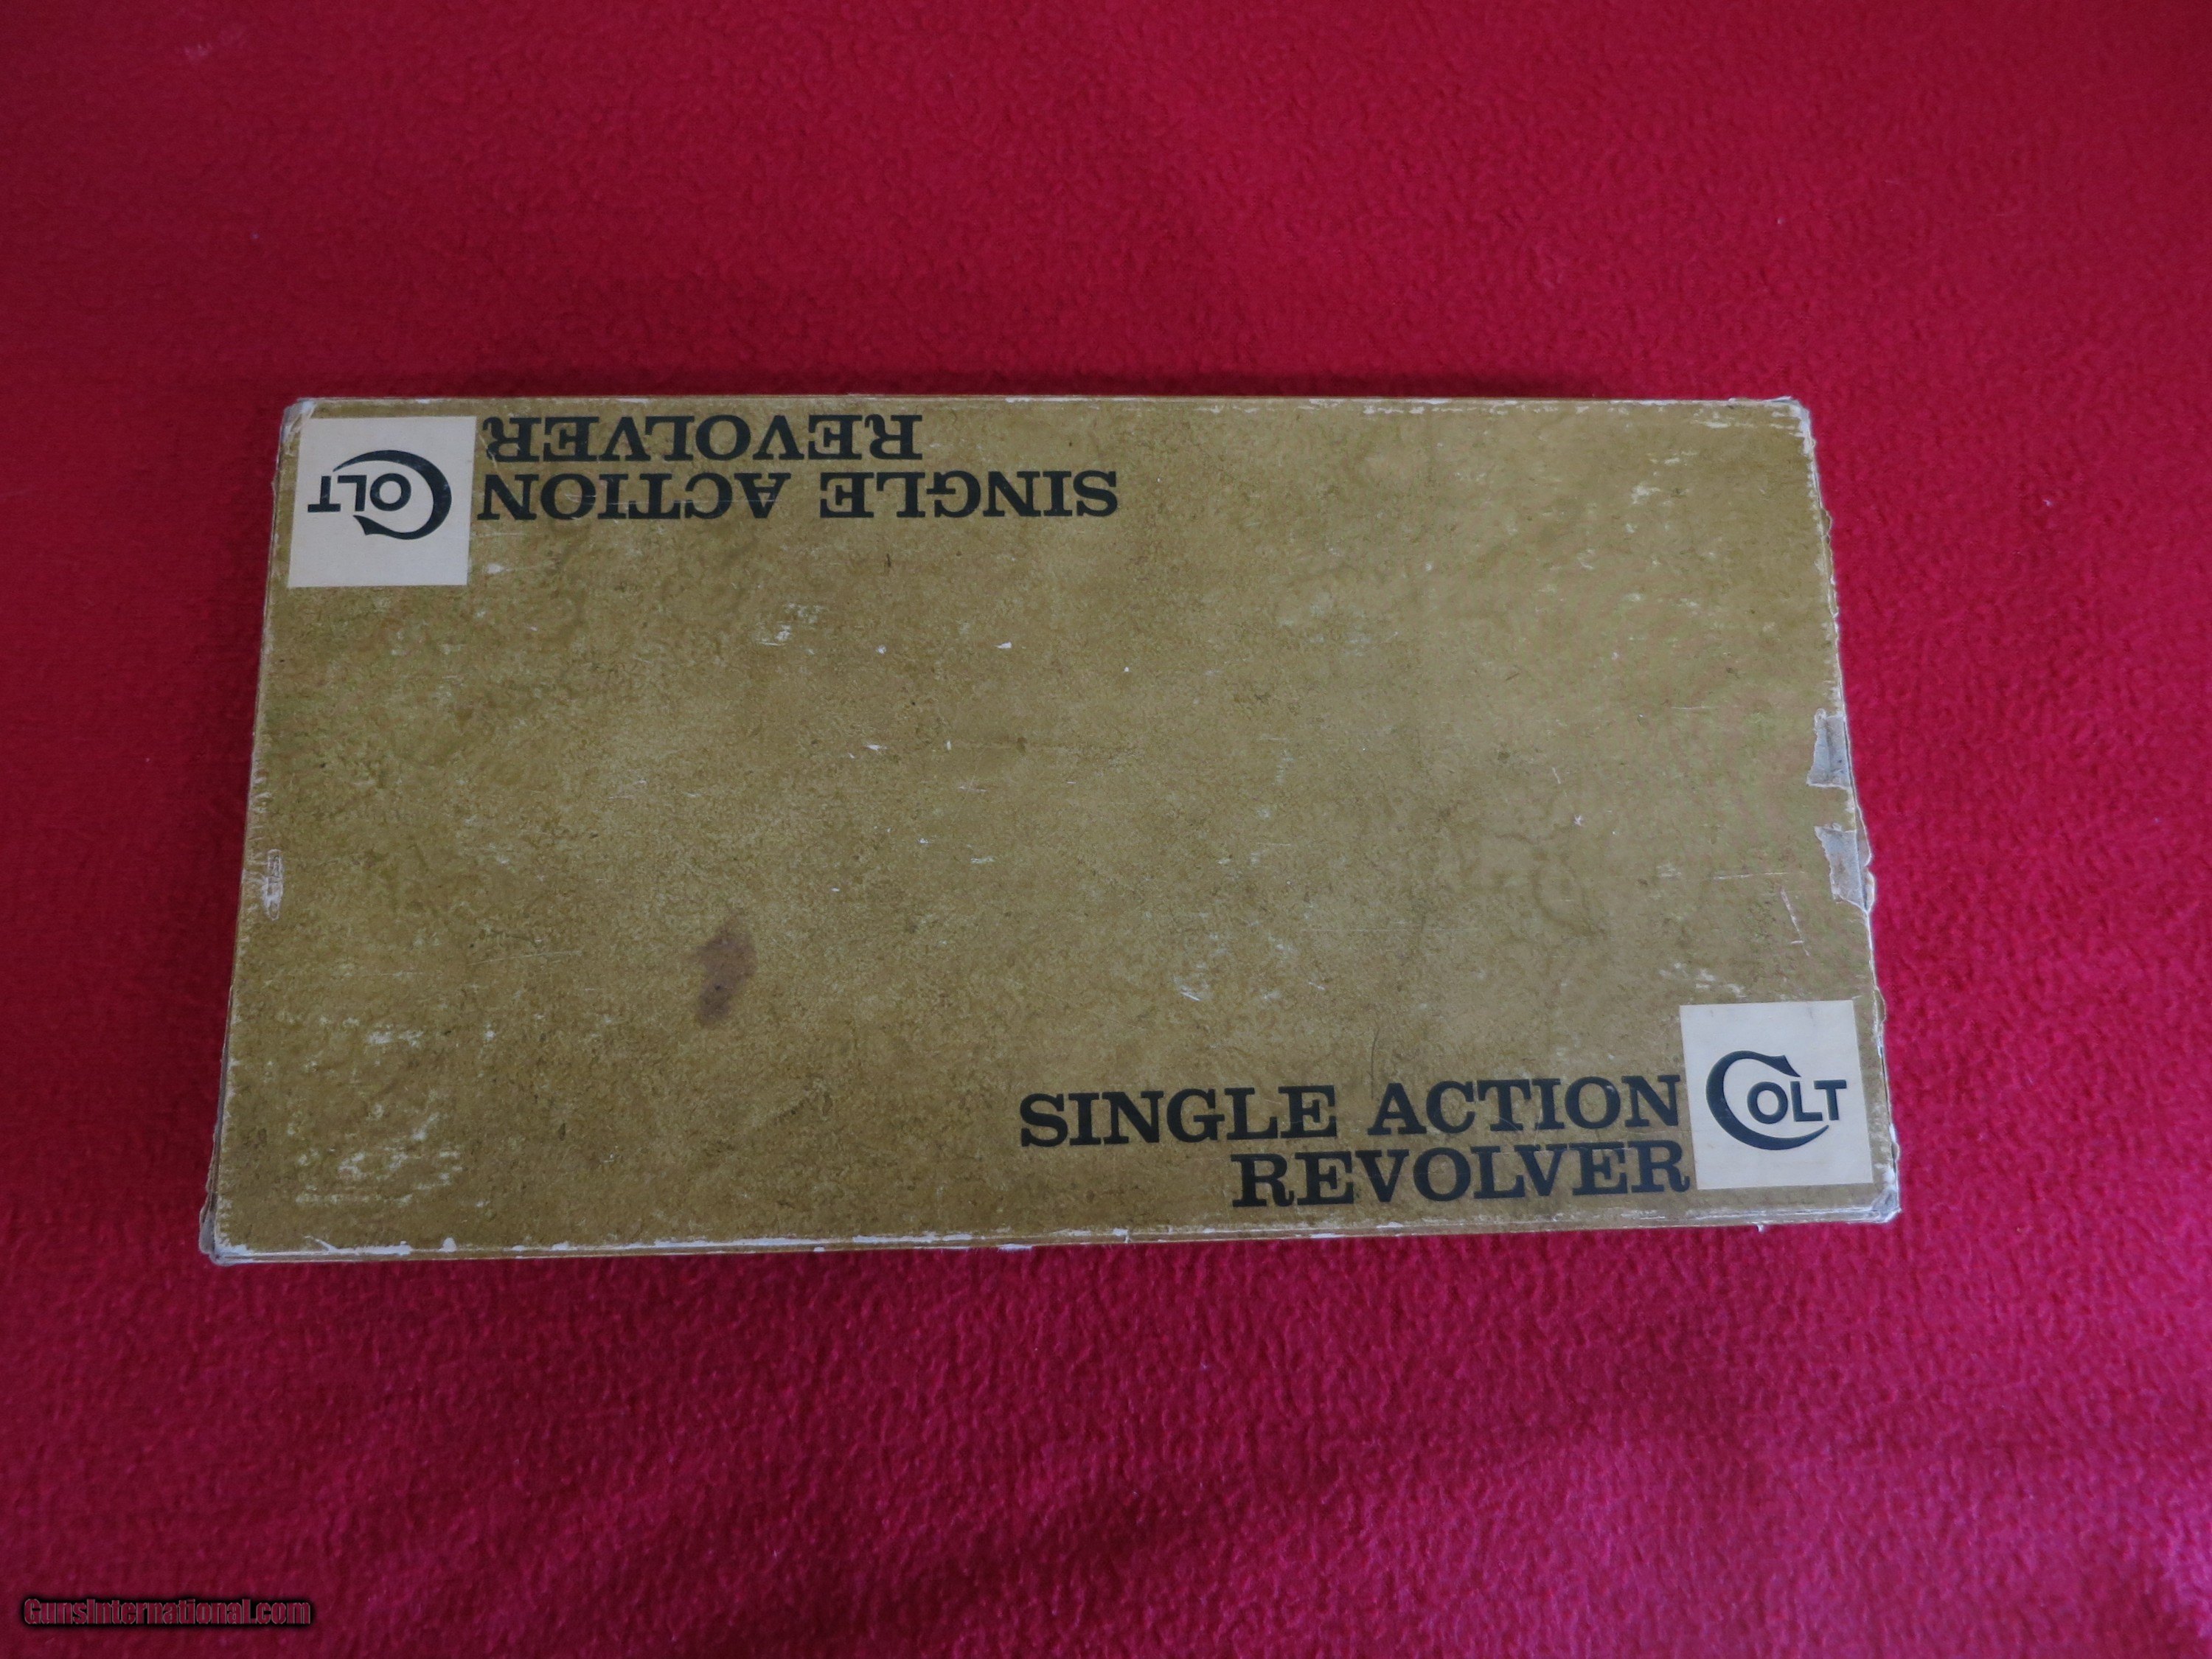 COLT
SINGLE ACTION
REVOLVER
SINGLE ACTION
REVOLVER
COLT
GunsInternational.com